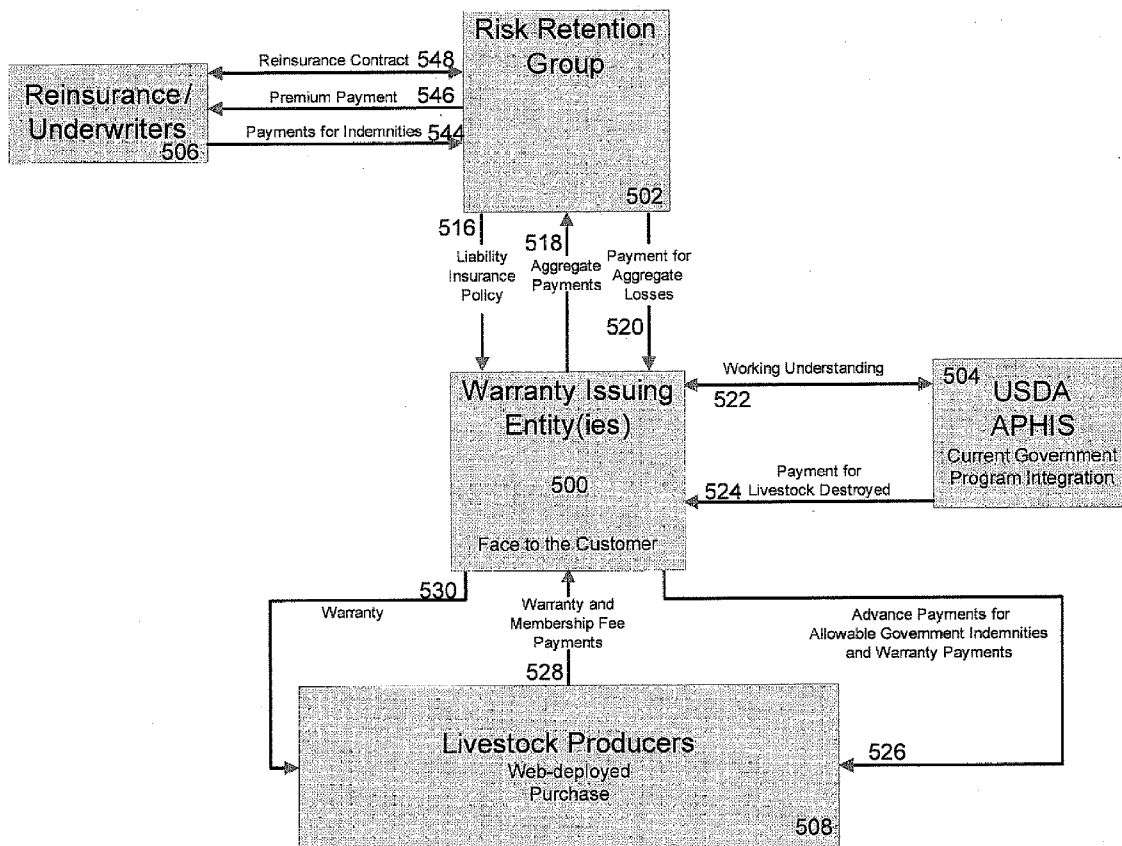 Risk Retention
Group
502
Reinsurance Contract 548
Premium Payment 546
Payments for Indemnities 544
Reinsurance/
Underwriters
506
516
Liability
Insurance
Policy
518
Aggregate
Payments
Payment for
Aggregate
Losses
520
Warranty Issuing
Entity(ies)
500
Face to the Customer
Working Understanding
522
504
USDA
APHIS
Current Government
Program Integration
Payment for
524 Livestock Destroyed
530
Warranty
Warranty and
Membership Fee
Payments
528
Advance Payments for
Allowable Government Indemnities
and Warranty Payments
526
Livestock Producers
Web-deployed
Purchase
508